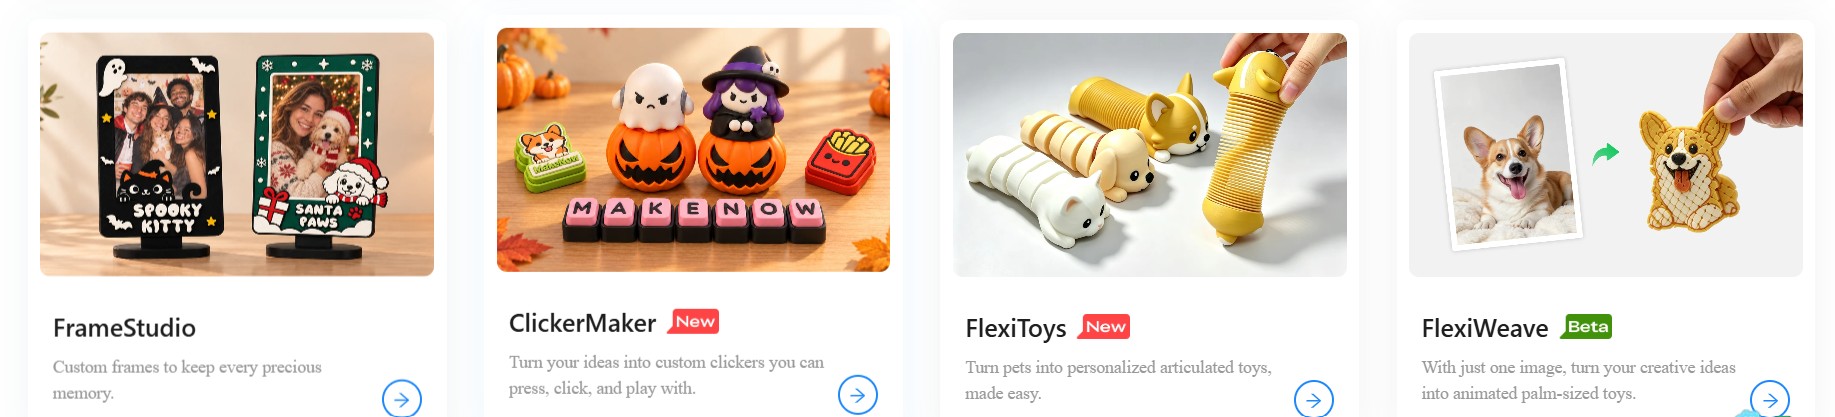 SPOOKY
KITTY
SANTA
PAWS
FrameStudio
Custom frames to keep every precious
memory.
MAKENOW
ClickerMaker New
Turn your ideas into custom clickers you can
press, click, and play with.
FlexiToys New
Turn pets into personalized articulated toys,
made easy.
FlexiWeave Beta
With just one image, turn your creative ideas
into animated palm-sized toys.